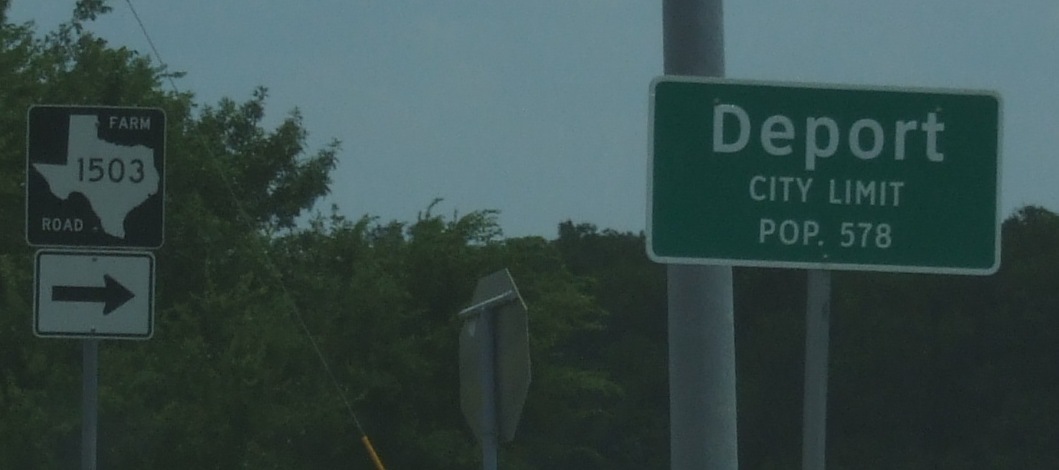 FARM
1503
ROAD
Deport
CITY LIMIT
POP. 578